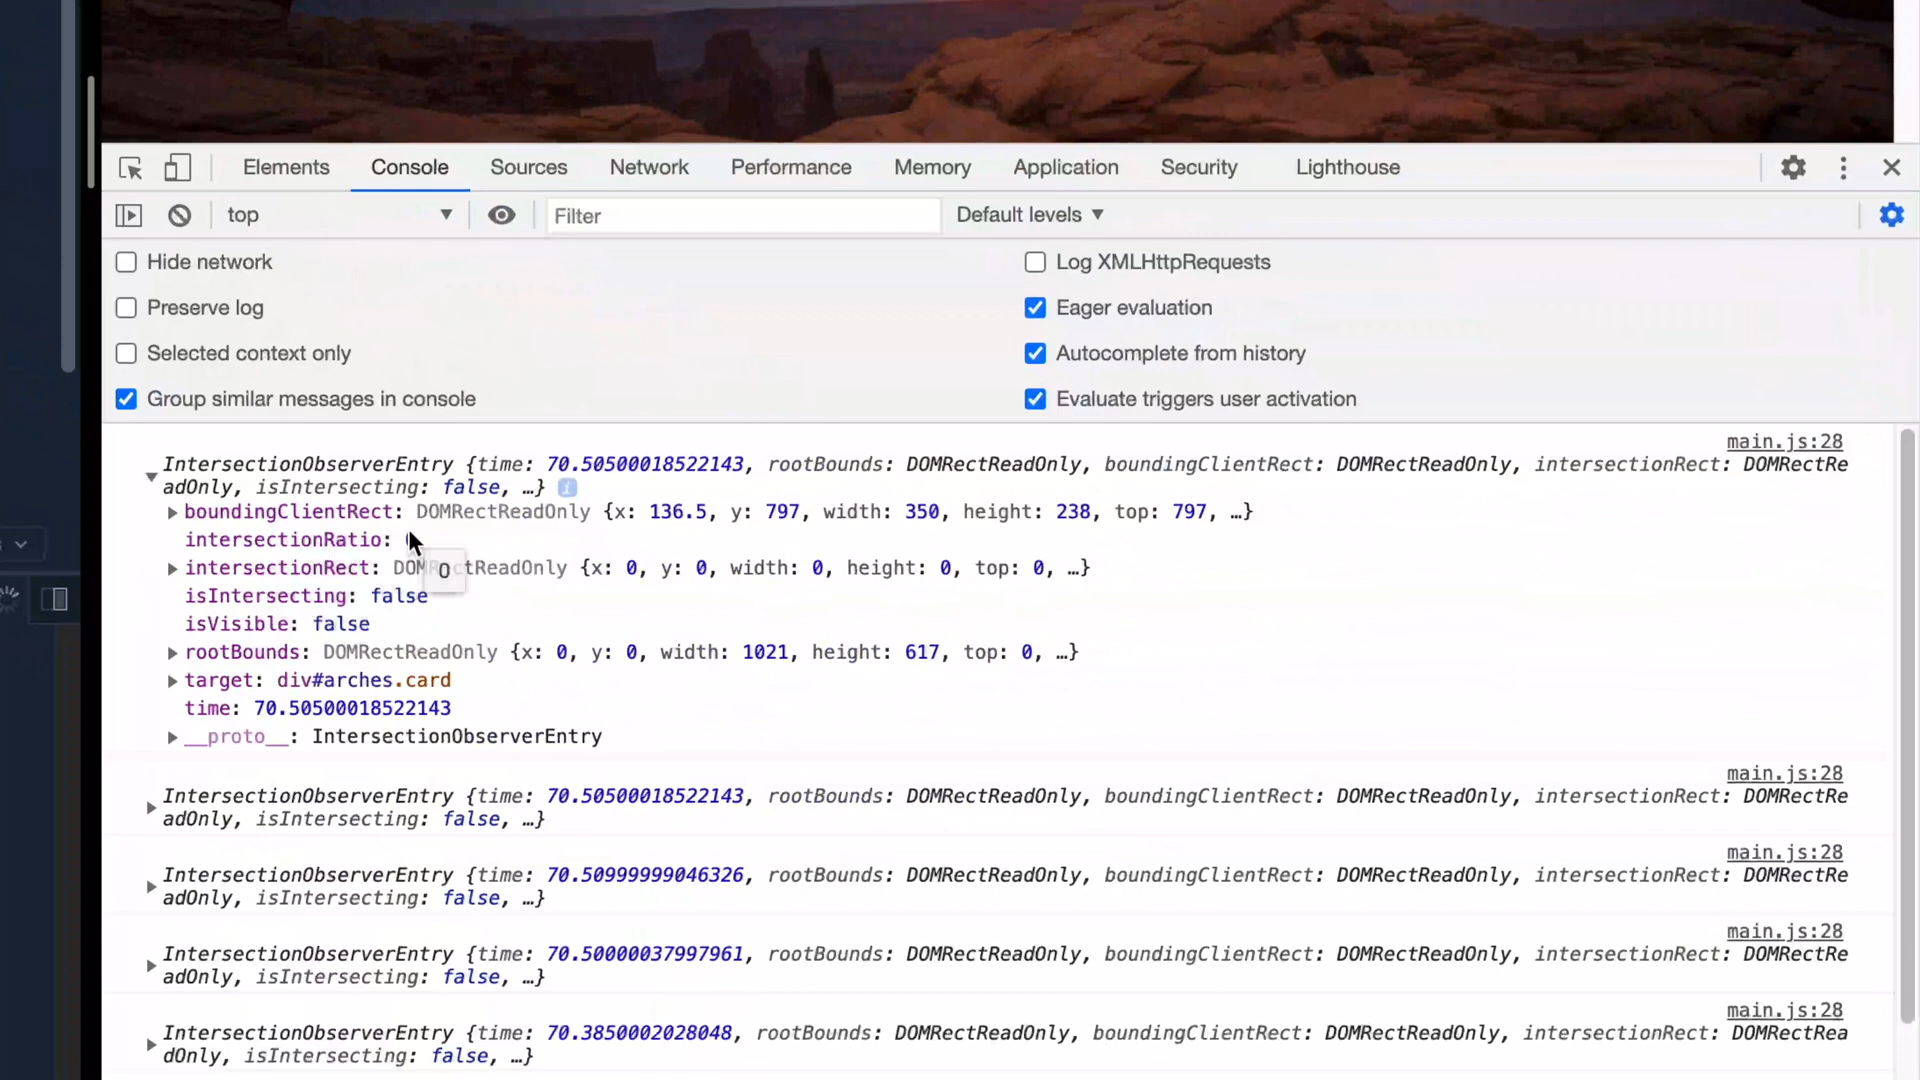 Elements Console Sources Network Performance Memory Application Security Lighthouse
top ▼ Filter Default levels ▼
Hide network Log XMLHttpRequests
Preserve log Eager evaluation
Selected context only Autocomplete from history
Group similar messages in console Evaluate triggers user activation
main.js:28
IntersectionObserverEntry {time: 70.50500018522143, rootBounds: DOMRectReadOnly, boundingClientRect: DOMRectReadOnly, intersectionRect: DOMRectRe
adOnly, isIntersecting: false, …} i
boundingClientRect: DOMRectReadOnly {x: 136.5, y: 797, width: 350, height: 238, top: 797, …}
intersectionRatio:
intersectionRect: DOMRectReadOnly {x: 0, y: 0, width: 0, height: 0, top: 0, …}
0
isIntersecting: false
isVisible: false
rootBounds: DOMRectReadOnly {x: 0, y: 0, width: 1021, height: 617, top: 0, …}
target: div#arches.card
time: 70.50500018522143
__proto__: IntersectionObserverEntry
main.js:28
IntersectionObserverEntry {time: 70.50500018522143, rootBounds: DOMRectReadOnly, boundingClientRect: DOMRectReadOnly, intersectionRect: DOMRectRe
adOnly, isIntersecting: false, …}
main.js:28
IntersectionObserverEntry {time: 70.50999999046326, rootBounds: DOMRectReadOnly, boundingClientRect: DOMRectReadOnly, intersectionRect: DOMRectRe
adOnly, isIntersecting: false, …}
main.js:28
IntersectionObserverEntry {time: 70.50000037997961, rootBounds: DOMRectReadOnly, boundingClientRect: DOMRectReadOnly, intersectionRect: DOMRectRe
adOnly, isIntersecting: false, …}
main.js:28
IntersectionObserverEntry {time: 70.3850002028048, rootBounds: DOMRectReadOnly, boundingClientRect: DOMRectReadOnly, intersectionRect: DOMRectRea
dOnly, isIntersecting: false, …}